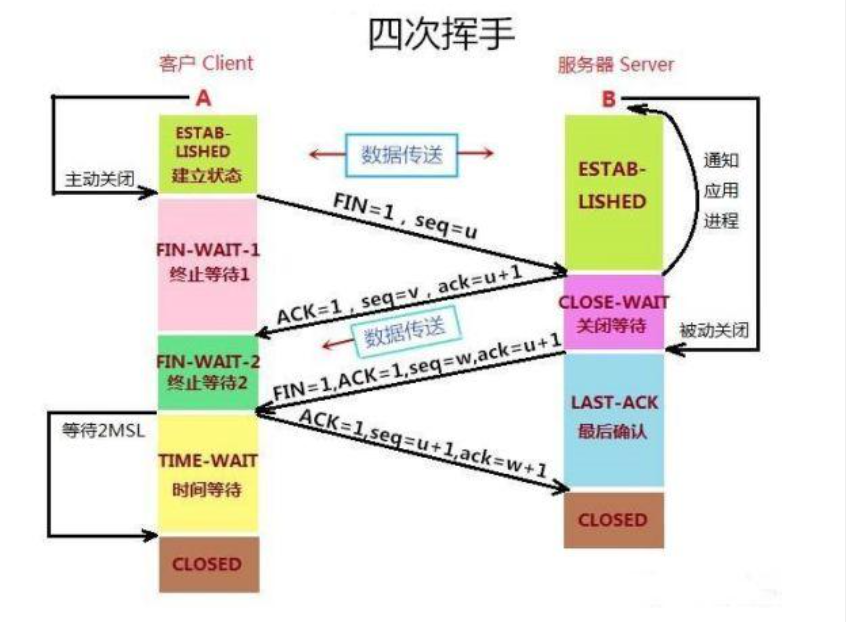 四次挥手
客户 Client
服务器 Server
A
B
ESTAB-
LISHED
建立状态
主动关闭
数据传送
ESTAB-
LISHED
通知
应用
进程
FIN=1，seq=u
FIN-WAIT-1
终止等待1
ACK=1，seq=v，ack=u+1
CLOSE-WAIT
关闭等待
被动关闭
数据传送
FIN-WAIT-2
终止等待2
FIN=1,ACK=1,seq=w,ack=u+1
LAST-ACK
最后确认
等待2MSL
ACK=1,seq=u+1,ack=w+1
TIME-WAIT
时间等待
CLOSED
CLOSED